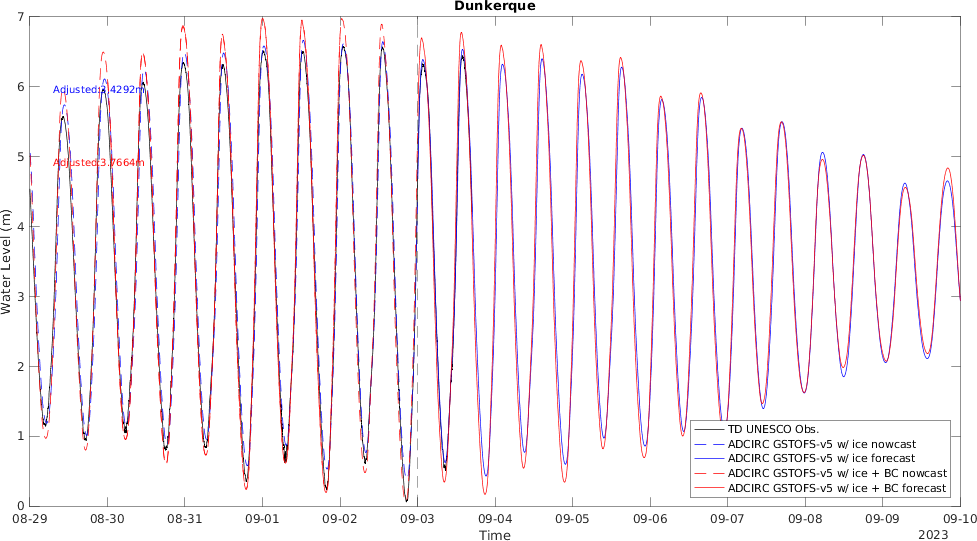 Dunkerque
7
6
5
4
3
2
1
0
Water Level (m)
Adjusted:3.4292m
Adjusted:3.7664m
TD UNESCO Obs.
ADCIRC GSTOFS-v5 w/ ice nowcast
ADCIRC GSTOFS-v5 w/ ice forecast
ADCIRC GSTOFS-v5 w/ ice + BC nowcast
ADCIRC GSTOFS-v5 w/ ice + BC forecast
08-29 08-30 08-31 09-01 09-02 09-03 09-04 09-05 09-06 09-07 09-08 09-09 09-10
Time
2023